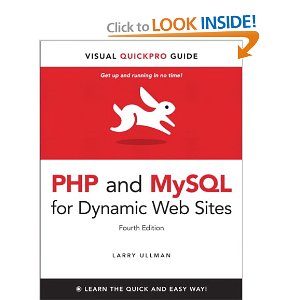 Click to LOOK INSIDE!
VISUAL QUICKPRO GUIDE
Get up and running in no time!
PHP and MySQL
for Dynamic Web Sites
Fourth Edition
LARRY ULLMAN
LEARN THE QUICK AND EASY WAY!